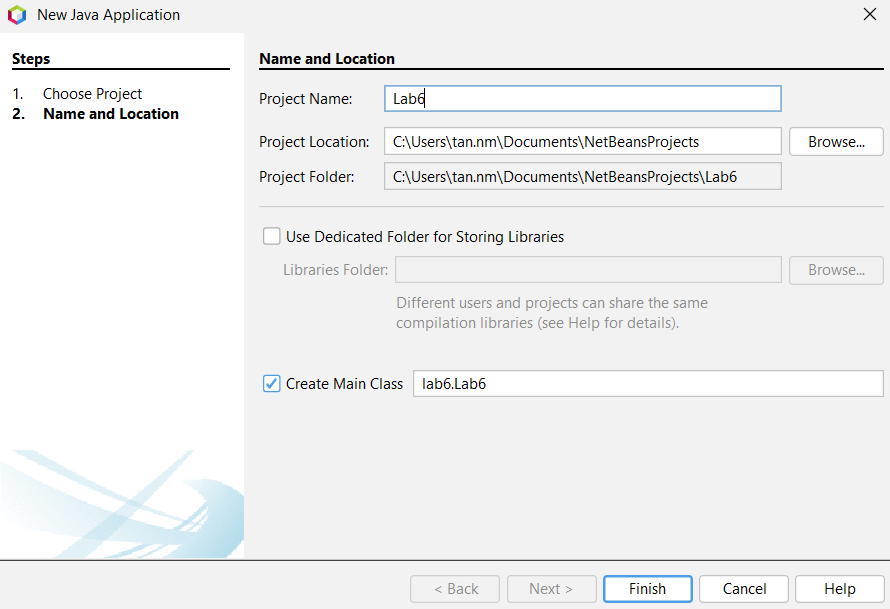 New Java Application
Steps
1. Choose Project
2. Name and Location
Name and Location
Project Name: Lab6
Project Location: C:\Users\tan.nm\Documents\NetBeansProjects Browse...
Project Folder: C:\Users\tan.nm\Documents\NetBeansProjects\Lab6
Use Dedicated Folder for Storing Libraries
Libraries Folder: Browse...
Different users and projects can share the same
compilation libraries (see Help for details).
Create Main Class lab6.Lab6
< Back Next > Finish Cancel Help